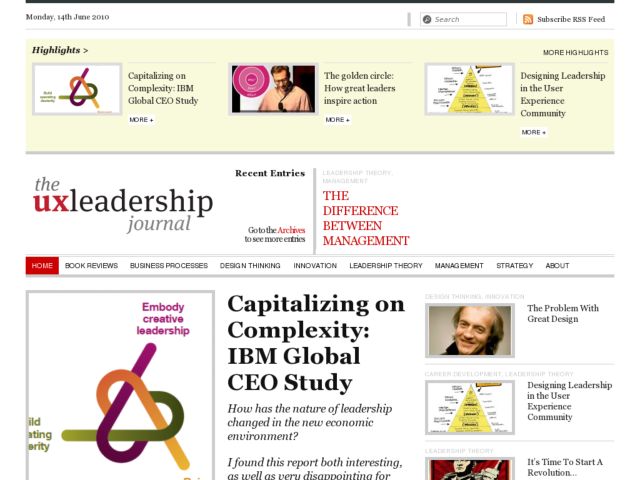 Monday, 14th June 2010
Search
Subscribe RSS Feed
Highlights >
MORE HIGHLIGHTS
Capitalizing on
Complexity: IBM
Global CEO Study
MORE +
The golden circle:
How great leaders
inspire action
MORE +
Designing Leadership
in the User
Experience
Community
MORE +
the
uxleadership
journal
Recent Entries
Go to the Archives
to see more entries
LEADERSHIP THEORY,
MANAGEMENT
THE
DIFFERENCE
BETWEEN
MANAGEMENT
HOME
BOOK REVIEWS
BUSINESS PROCESSES
DESIGN THINKING
INNOVATION
LEADERSHIP THEORY
MANAGEMENT
STRATEGY
ABOUT
Embody
creative
leadership
Capitalizing on
Complexity:
IBM Global
CEO Study
How has the nature of leadership
changed in the new economic
environment?
I found this report both interesting,
as well as very disappointing for
DESIGN THINKING, INNOVATION
The Problem With
Great Design
CAREER DEVELOPMENT, LEADERSHIP THEORY
Designing Leadership
in the User
Experience
Community
LEADERSHIP THEORY
It's Time To Start A
Revolution...